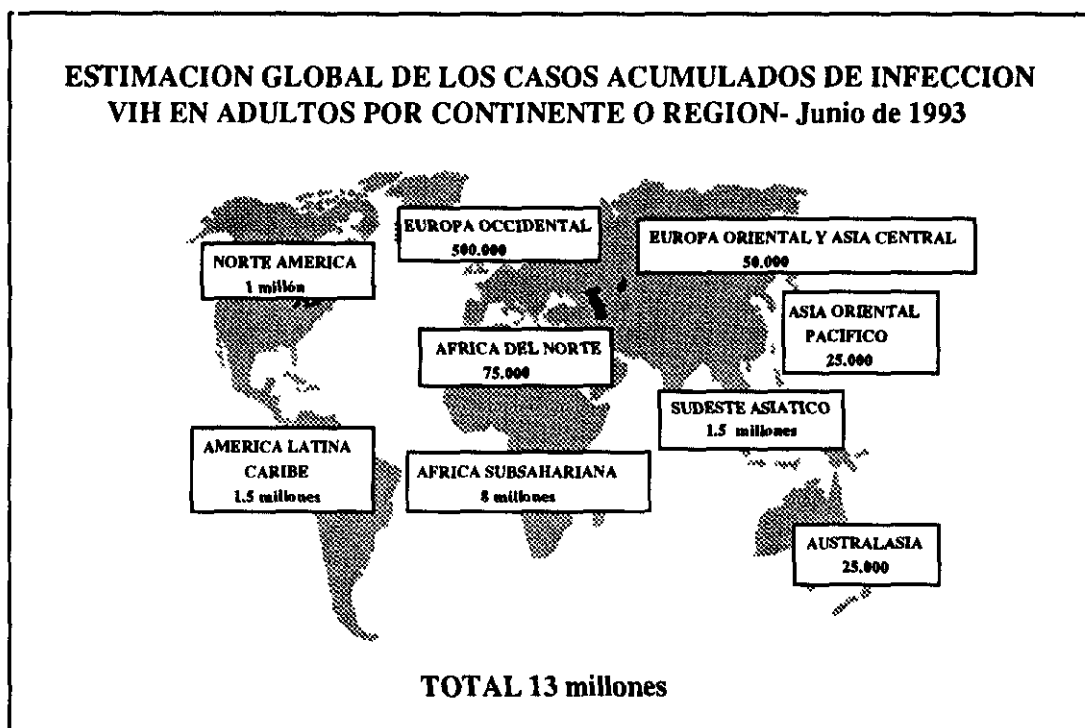 ESTIMACION GLOBAL DE LOS CASOS ACUMULADOS DE INFECCION
VIH EN ADULTOS POR CONTINENTE O REGION- Junio de 1993
EUROPA OCCIDENTAL
500.000
EUROPA ORIENTAL Y ASIA CENTRAL
50.000
NORTE AMERICA
1 millón
ASIA ORIENTAL
PACIFICO
25.000
AFRICA DEL NORTE
75.000
SUDESTE ASIATICO
1.5 millones
AMERICA LATINA
CARIBE
1.5 millones
AFRICA SUBSAHARIANA
8 millones
AUSTRALASIA
25.000
TOTAL 13 millones